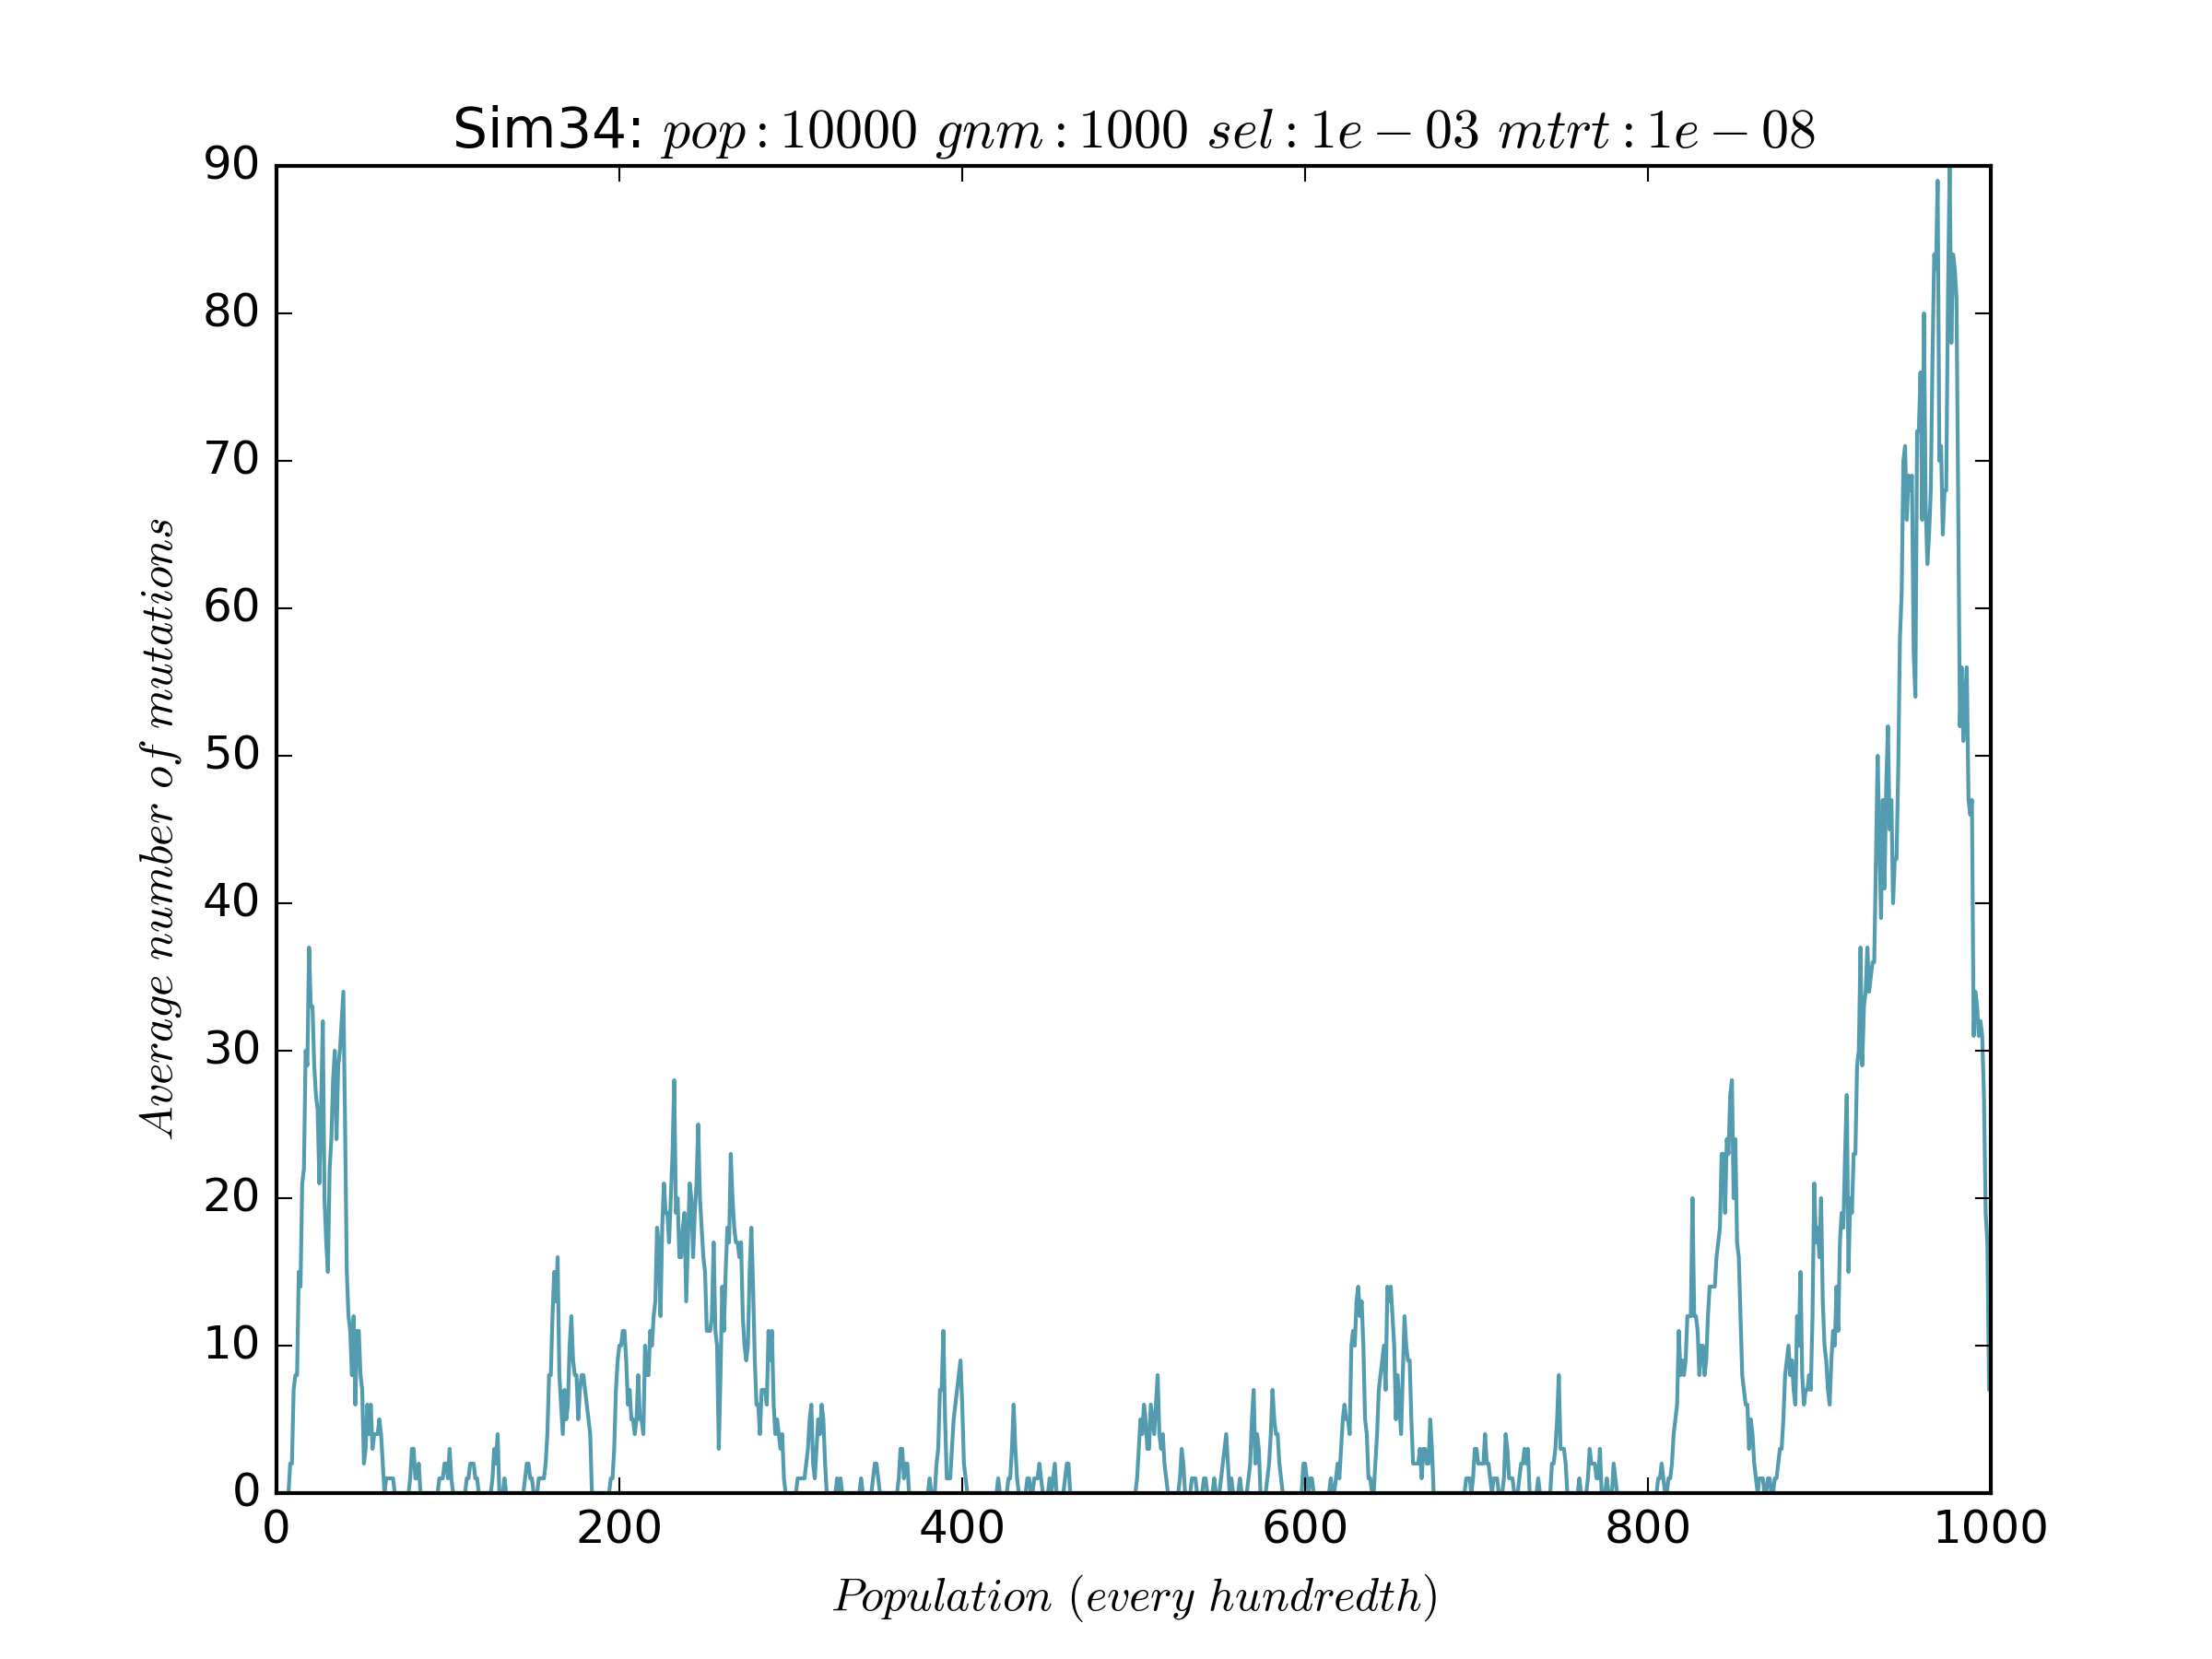 Sim34: pop : 10000 gnm : 1000 sel : 1e − 03 mtrt : 1e − 08
90
80
70
60
50
40
30
20
10
0
Average number of mutations
0 200 400 600 800 1000
Population (every hundredth)